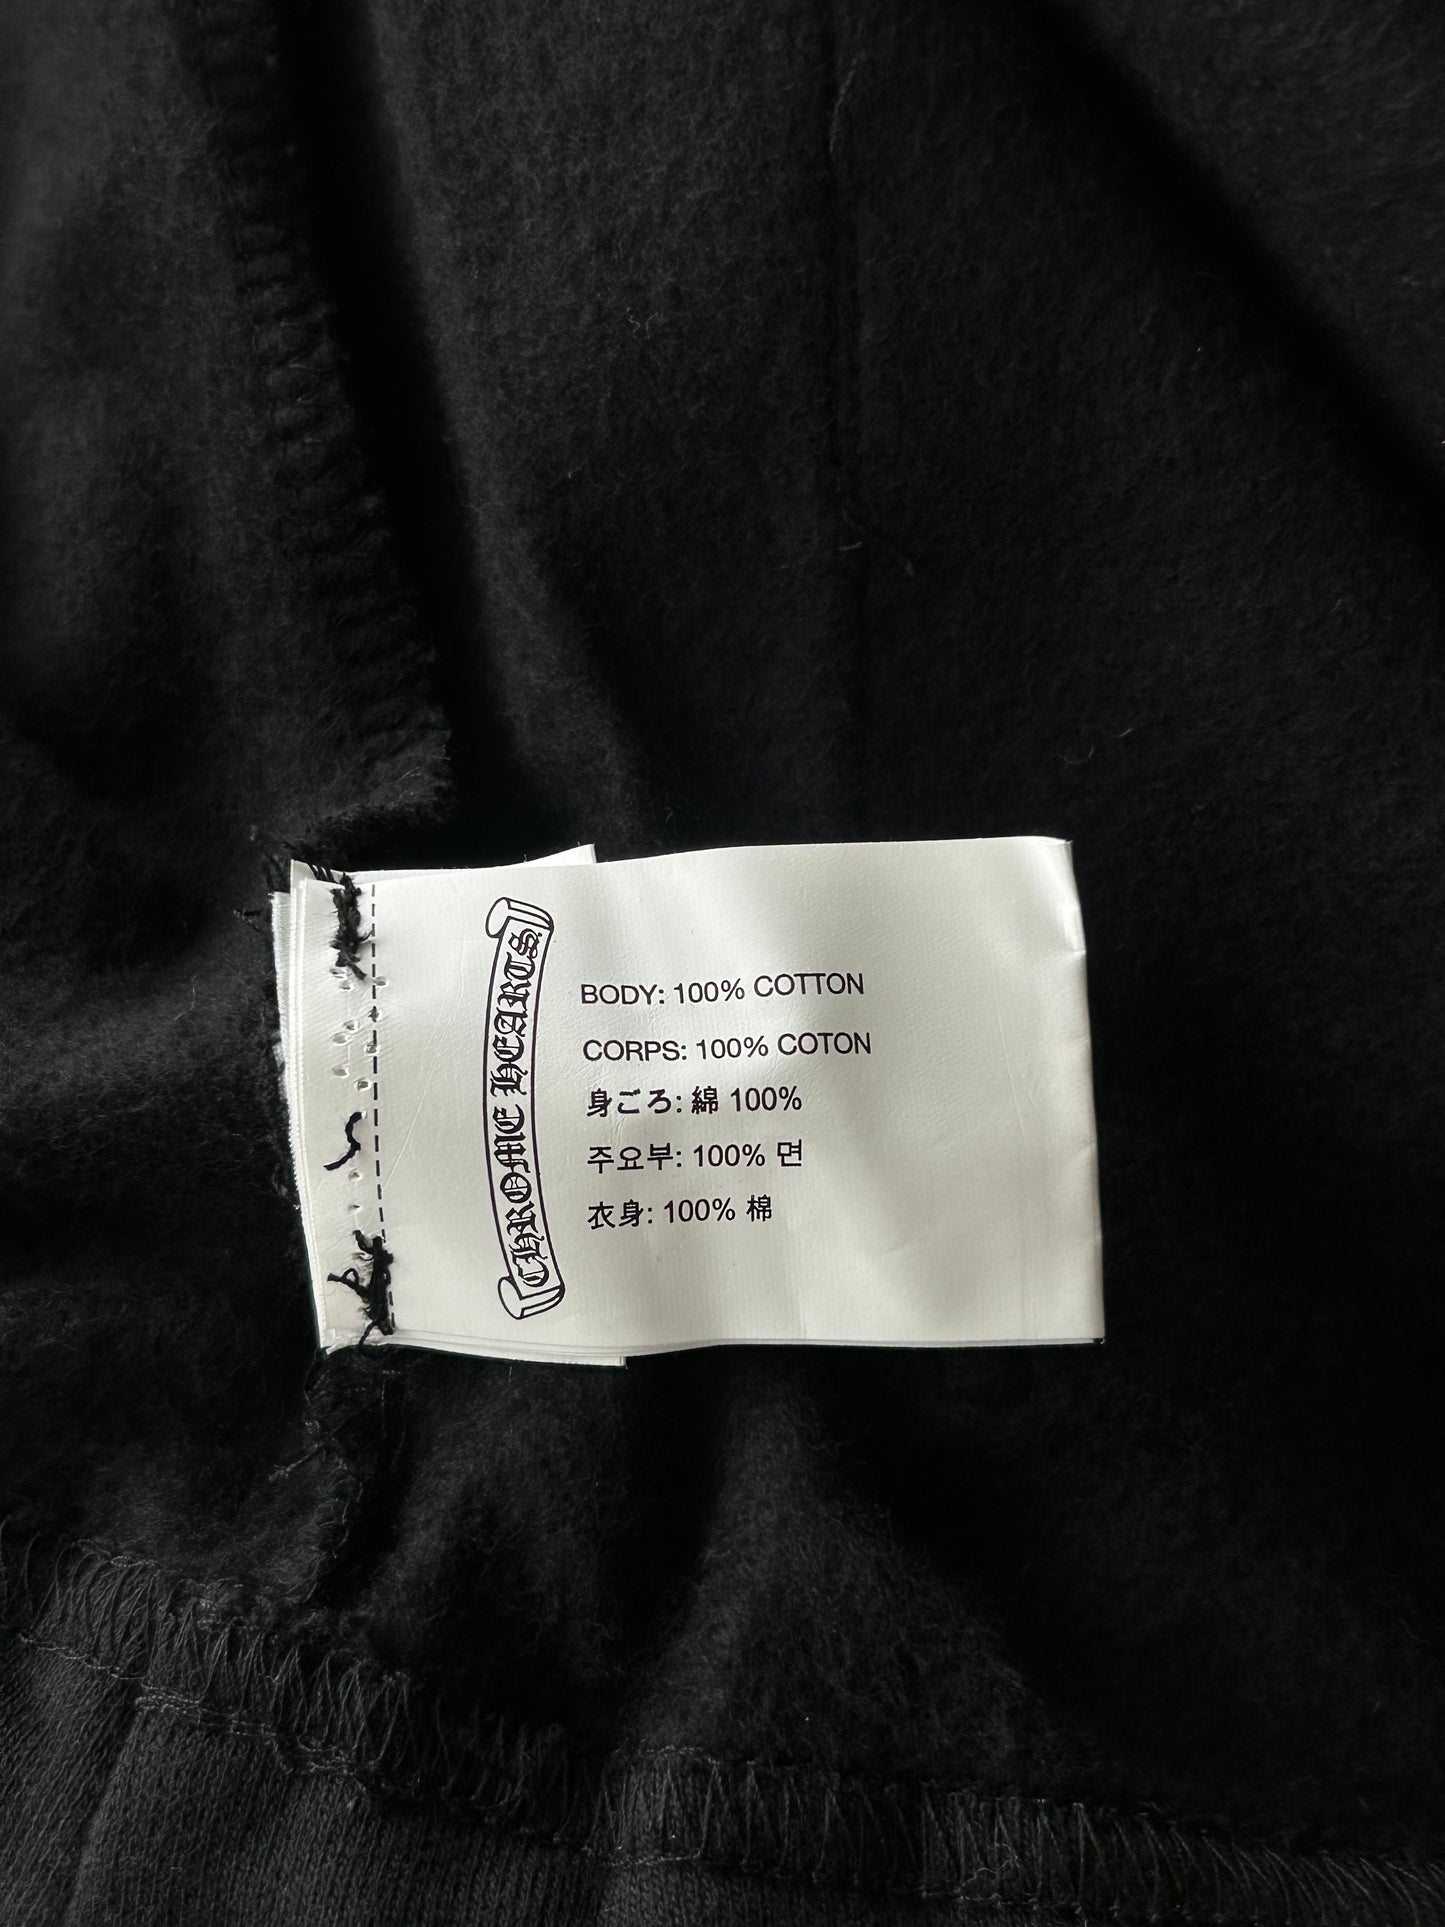 CHROME HEARTS
BODY: 100% COTTON
CORPS: 100% COTON
身ごろ: 綿 100%
주요부: 100% 면
衣身: 100% 棉